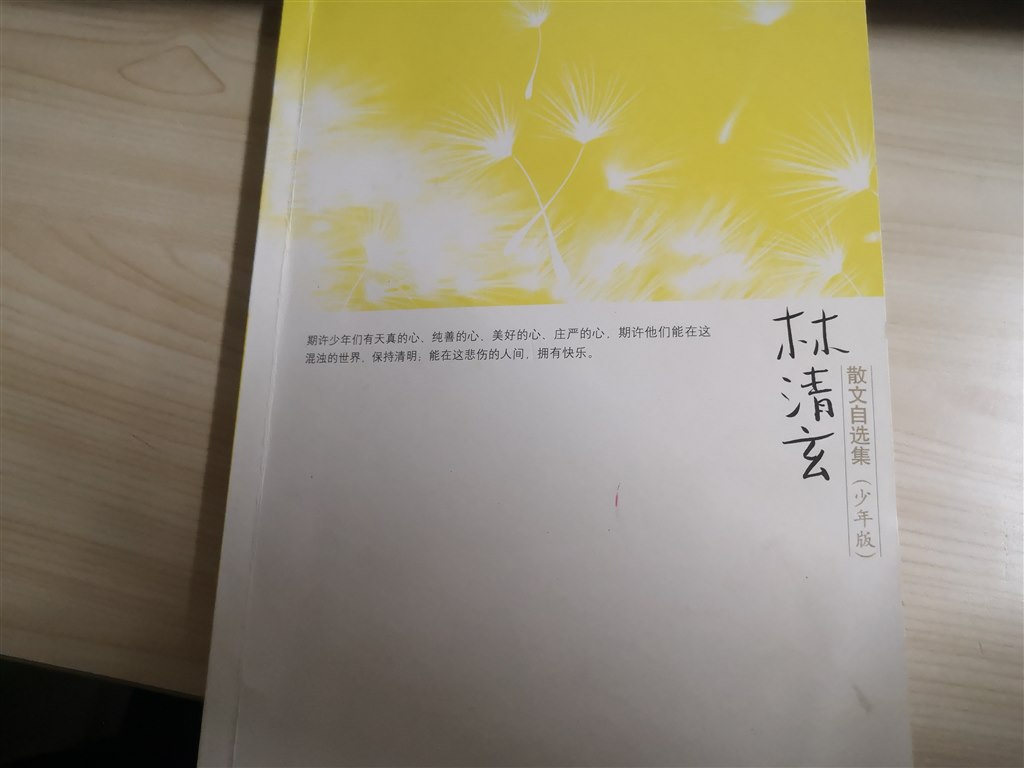 期许少年们有天真的心、纯善的心、美好的心、庄严的心，期许他们能在这
混浊的世界，保持清明；能在这悲伤的人间，拥有快乐。
林清玄
散文自选集（少年版）